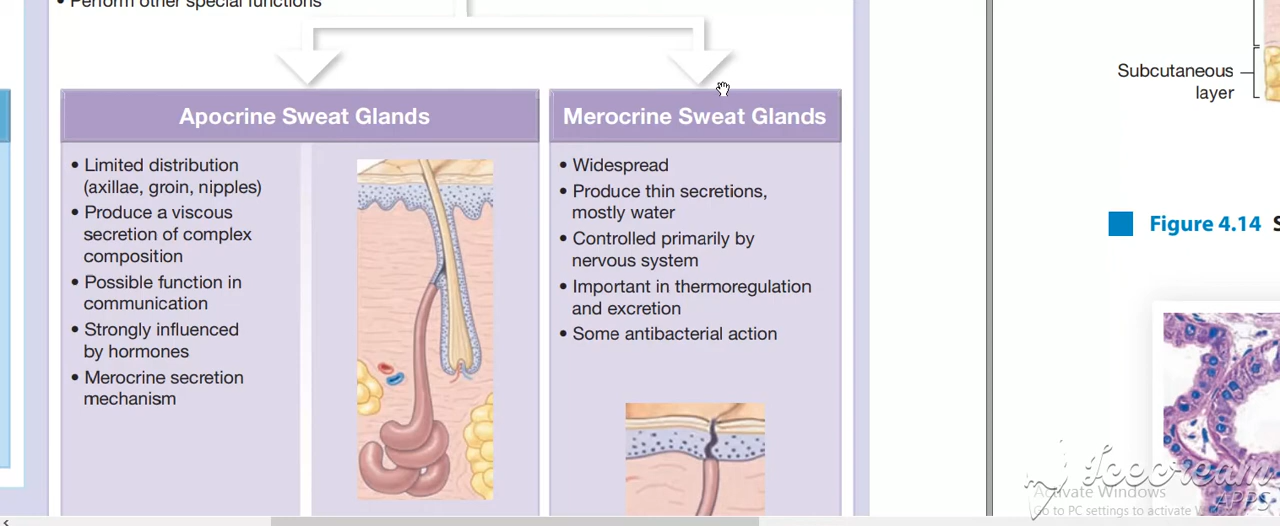 • Perform other special functions
Apocrine Sweat Glands
• Limited distribution
(axillae, groin, nipples)
• Produce a viscous
secretion of complex
composition
• Possible function in
communication
• Strongly influenced
by hormones
• Merocrine secretion
mechanism
Merocrine Sweat Glands
• Widespread
• Produce thin secretions,
mostly water
• Controlled primarily by
nervous system
• Important in thermoregulation
and excretion
• Some antibacterial action
Subcutaneous
layer
Figure 4.14 S
Icecream
APPS
Activate Windows
Go to PC settings to activate Windows.